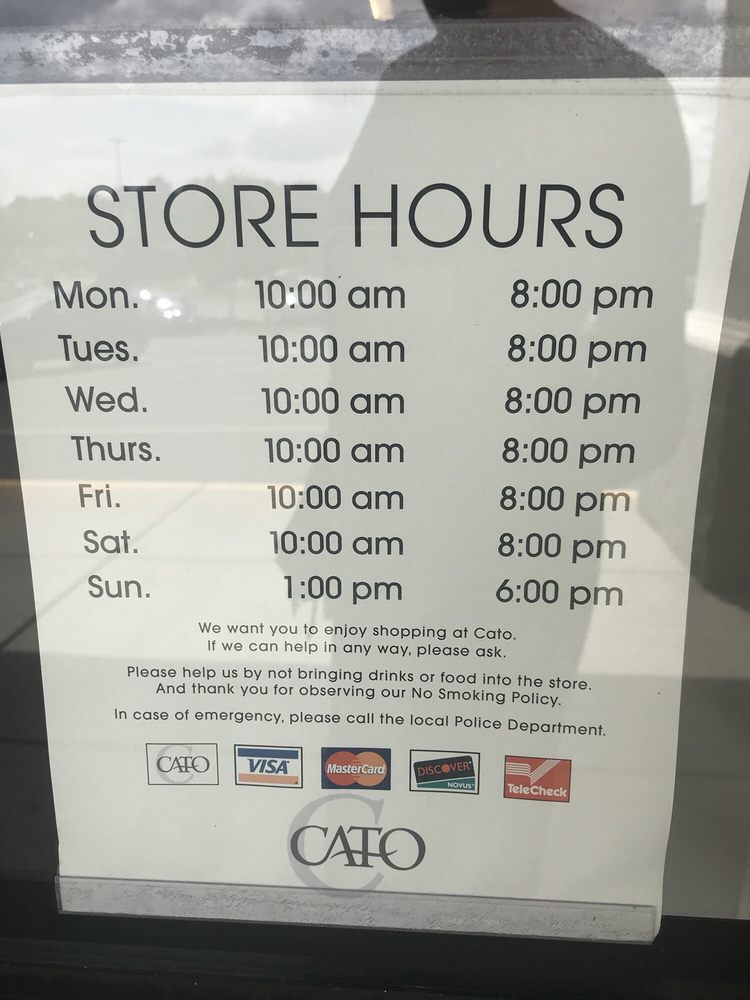 STORE HOURS
Mon. 10:00 am 8:00 pm
Tues. 10:00 am 8:00 pm
Wed. 10:00 am 8:00 pm
Thurs. 10:00 am 8:00 pm
Fri. 10:00 am 8:00 pm
Sat. 10:00 am 8:00 pm
Sun. 1:00 pm 6:00 pm
We want you to enjoy shopping at Cato.
If we can help in any way, please ask.
Please help us by not bringing drinks or food into the store.
And thank you for observing our No Smoking Policy.
In case of emergency, please call the local Police Department.
CATO VISA MasterCard DISCOVER NOVUS TeleCheck
CATO